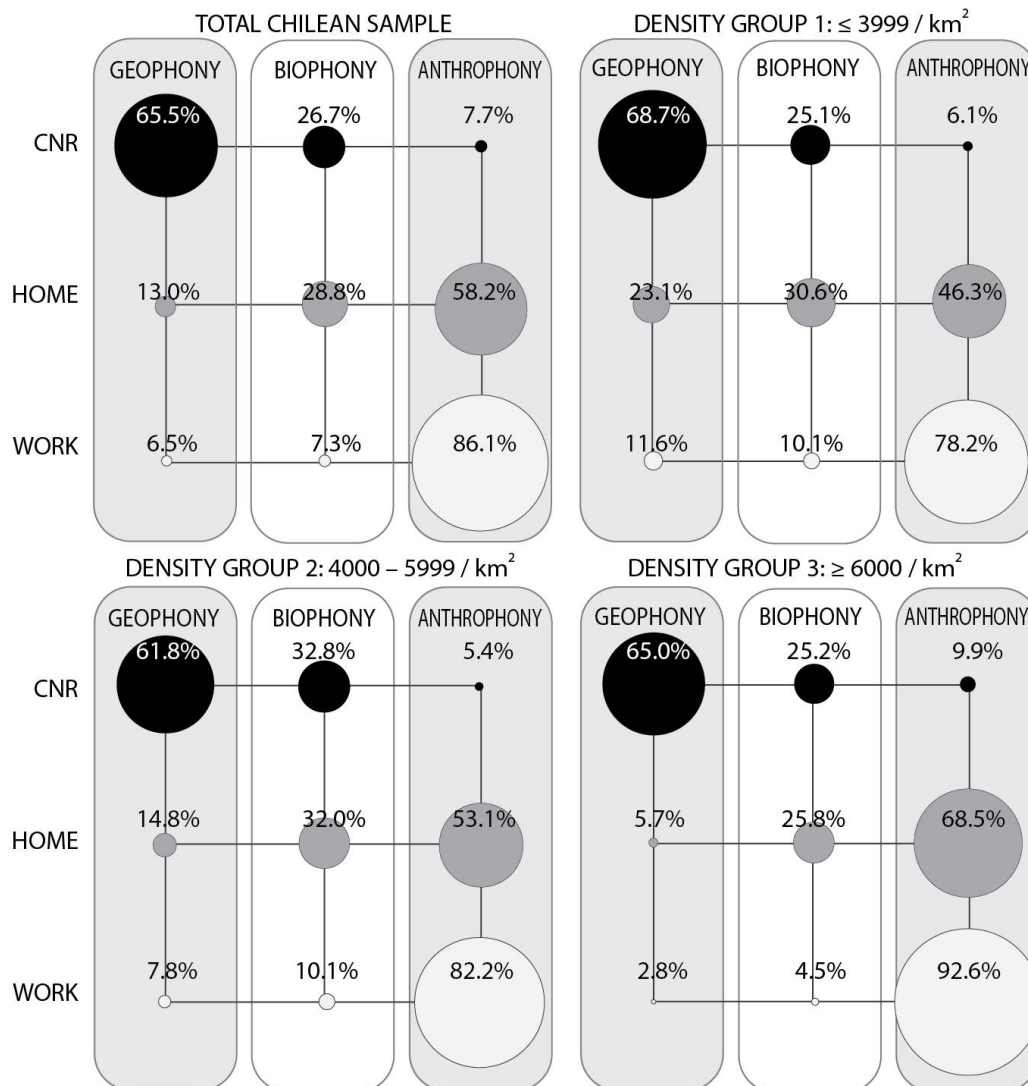 TOTAL CHILEAN SAMPLE
GEOPHONY BIOPHONY ANTHROPHONY
CNR 65.5% 26.7% 7.7%
HOME 13.0% 28.8% 58.2%
WORK 6.5% 7.3% 86.1%
DENSITY GROUP 1: ≤ 3999 / km²
GEOPHONY BIOPHONY ANTHROPHONY
68.7% 25.1% 6.1%
23.1% 30.6% 46.3%
11.6% 10.1% 78.2%
DENSITY GROUP 2: 4000 – 5999 / km²
GEOPHONY BIOPHONY ANTHROPHONY
CNR 61.8% 32.8% 5.4%
HOME 14.8% 32.0% 53.1%
WORK 7.8% 10.1% 82.2%
DENSITY GROUP 3: ≥ 6000 / km²
GEOPHONY BIOPHONY ANTHROPHONY
65.0% 25.2% 9.9%
5.7% 25.8% 68.5%
2.8% 4.5% 92.6%